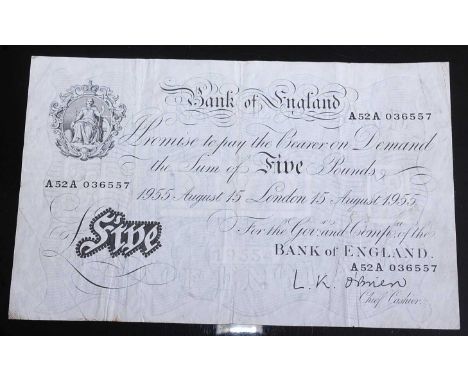 Bank of England
A52A 036557
I Promise to pay the Bearer on Demand
the Sum of Five Pounds
A52A 036557
1955 August 15 London 15 August 1955
For the Govr. and Compa. of the
BANK of ENGLAND.
£Five
A52A 036557
L.K. O'Brien
Chief Cashier.